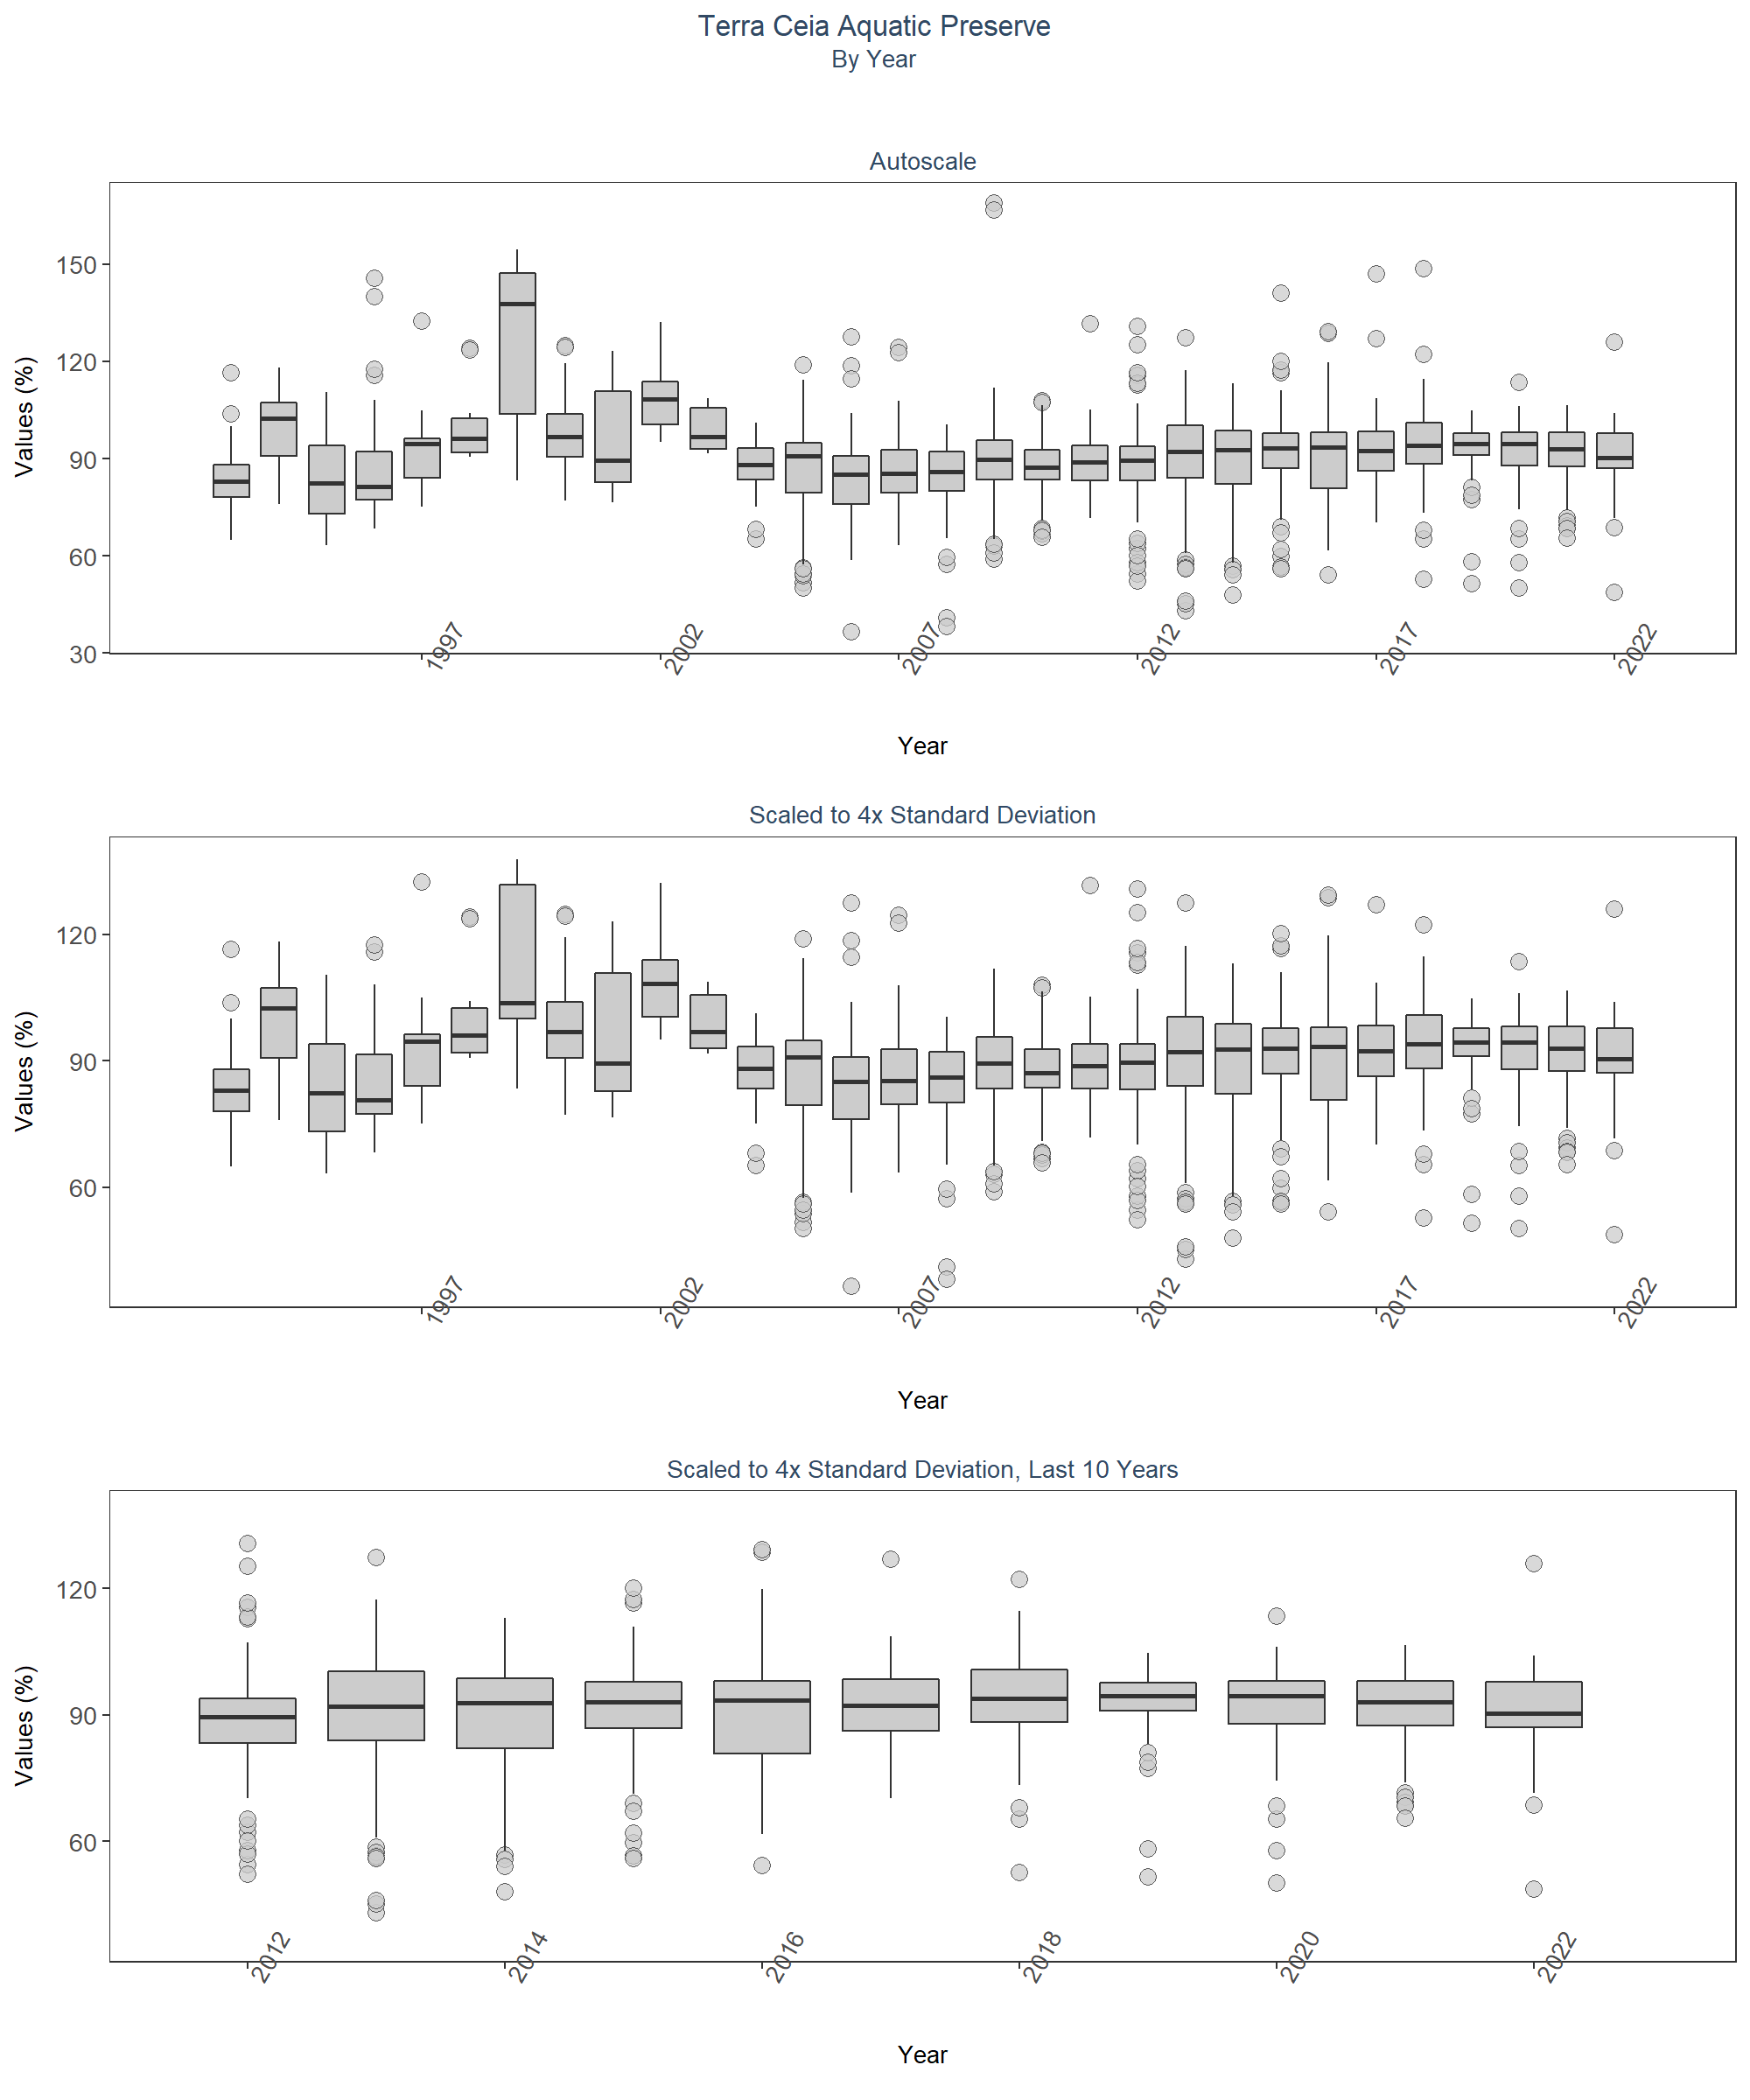 Terra Ceia Aquatic Preserve
By Year
Autoscale
Values (%)
150
120
90
60
30
1997
2002
2007
2012
2017
2022
Year
Scaled to 4x Standard Deviation
Values (%)
120
90
60
1997
2002
2007
2012
2017
2022
Year
Scaled to 4x Standard Deviation, Last 10 Years
Values (%)
120
90
60
2012
2014
2016
2018
2020
2022
Year